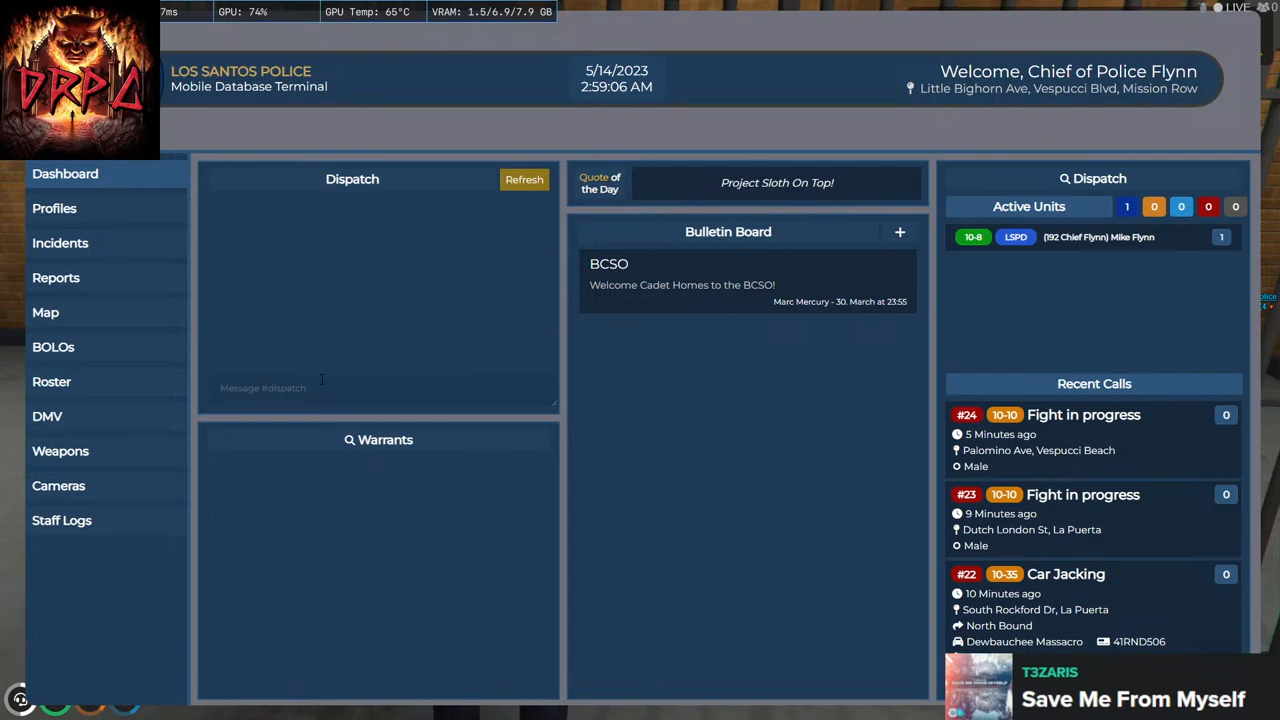 7ms GPU: 74% GPU Temp: 65°C VRAM: 1.5/6.9/7.9 GB
LIVE 0
DRPC
LOS SANTOS POLICE
Mobile Database Terminal
5/14/2023
2:59:06 AM
Welcome, Chief of Police Flynn
Little Bighorn Ave, Vespucci Blvd, Mission Row
Dashboard
Profiles
Incidents
Reports
Map
BOLOs
Roster
DMV
Weapons
Cameras
Staff Logs
Dispatch
Refresh
Message #dispatch
Warrants
Quote of
the Day
Project Sloth On Top!
Bulletin Board +
BCSO
Welcome Cadet Homes to the BCSO!
Marc Mercury - 30. March at 23:55
Dispatch
Active Units 1 0 0 0 0
10-8 LSPD (192 Chief Flynn) Mike Flynn 1
Recent Calls
#24 10-10 Fight in progress 0
5 Minutes ago
Palomino Ave, Vespucci Beach
Male
#23 10-10 Fight in progress 0
9 Minutes ago
Dutch London St, La Puerta
Male
#22 10-35 Car Jacking 0
10 Minutes ago
South Rockford Dr, La Puerta
North Bound
Dewbauchee Massacro 41RND506
T3ZARIS
Save Me From Myself